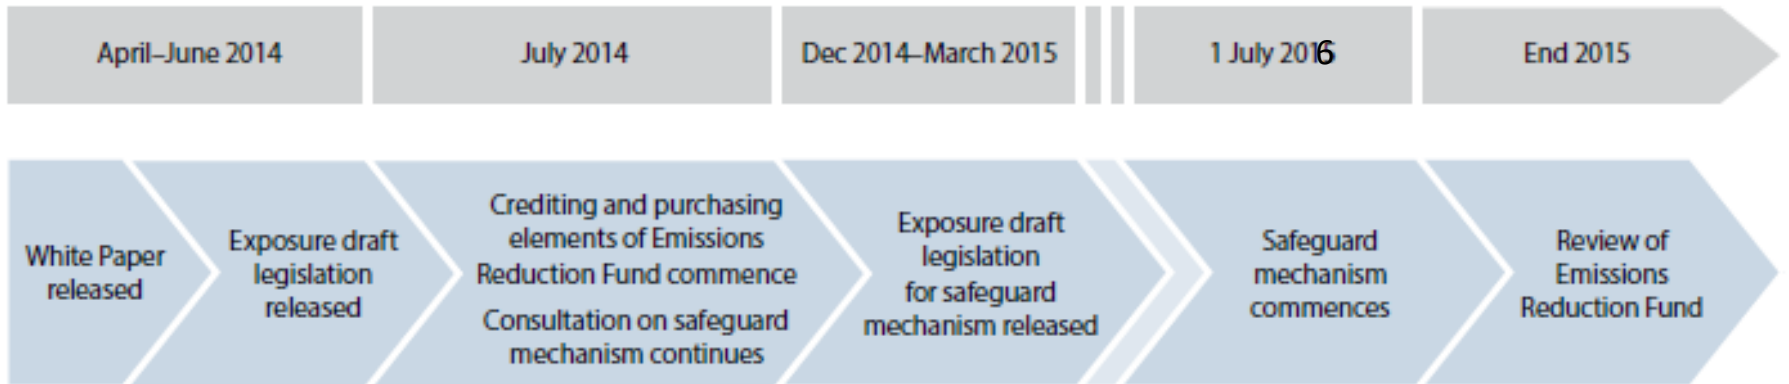 April–June 2014
July 2014
Dec 2014–March 2015
1 July 2016
End 2015
White Paper
released
Exposure draft
legislation
released
Crediting and purchasing
elements of Emissions
Reduction Fund commence
Consultation on safeguard
mechanism continues
Exposure draft
legislation
for safeguard
mechanism released
Safeguard
mechanism
commences
Review of
Emissions
Reduction Fund